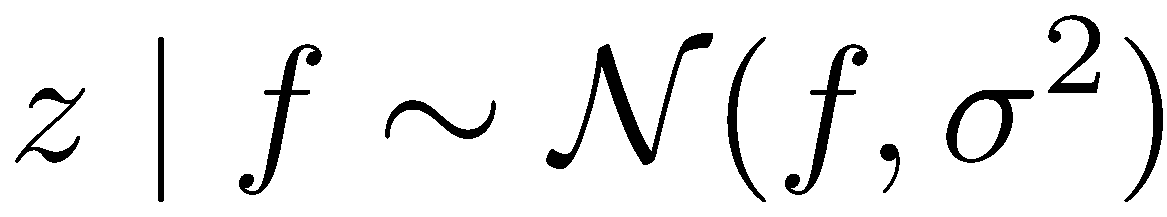 z | f ∼ 𝒩(f, σ²)